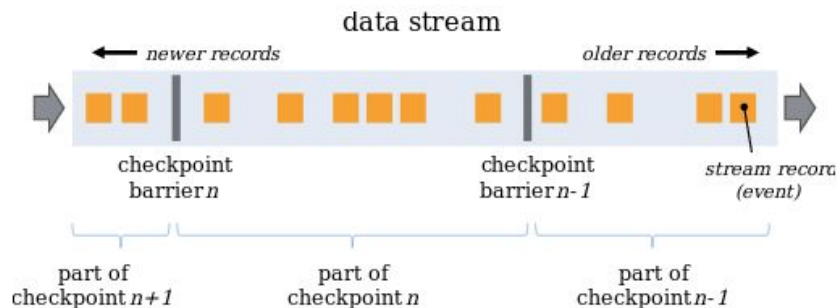 data stream
newer records
older records
checkpoint
barrier n
checkpoint
barrier n-1
stream record
(event)
part of
checkpoint n+1
part of
checkpoint n
part of
checkpoint n-1